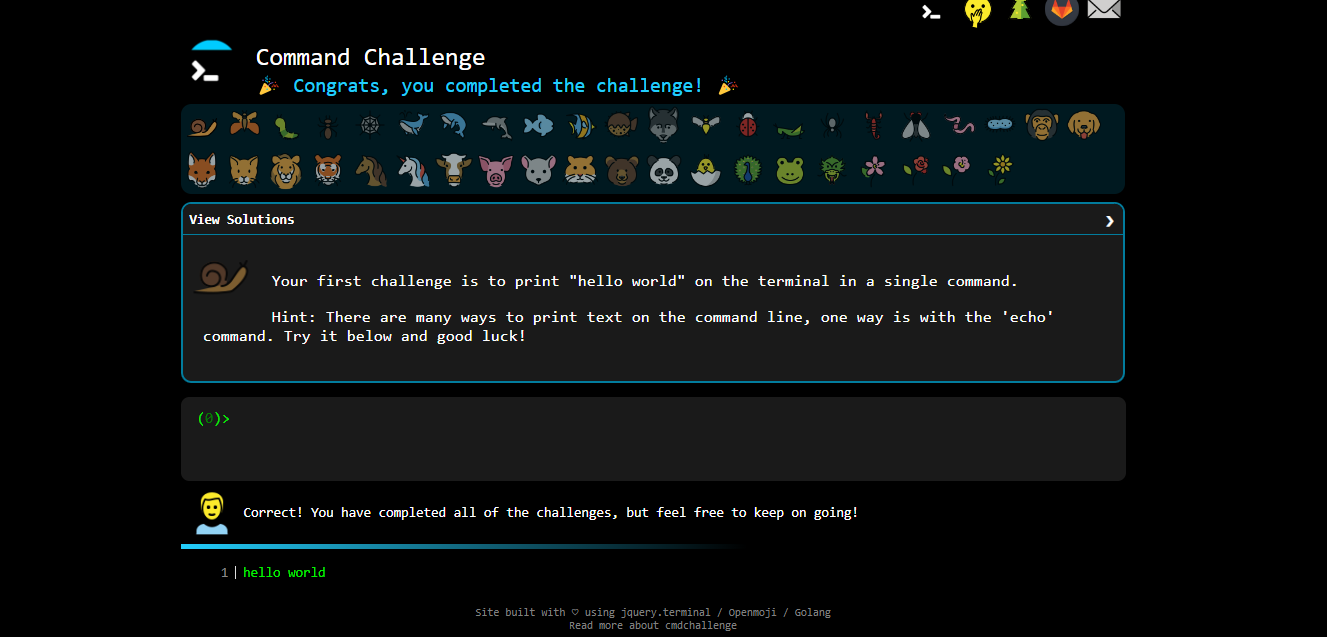 Command Challenge
🎉 Congrats, you completed the challenge! 🎉
View Solutions ❯
Your first challenge is to print "hello world" on the terminal in a single command.
Hint: There are many ways to print text on the command line, one way is with the 'echo'
command. Try it below and good luck!
(0)>
Correct! You have completed all of the challenges, but feel free to keep on going!
1| hello world
Site built with ♡ using jquery.terminal / Openmoji / Golang
Read more about cmdchallenge